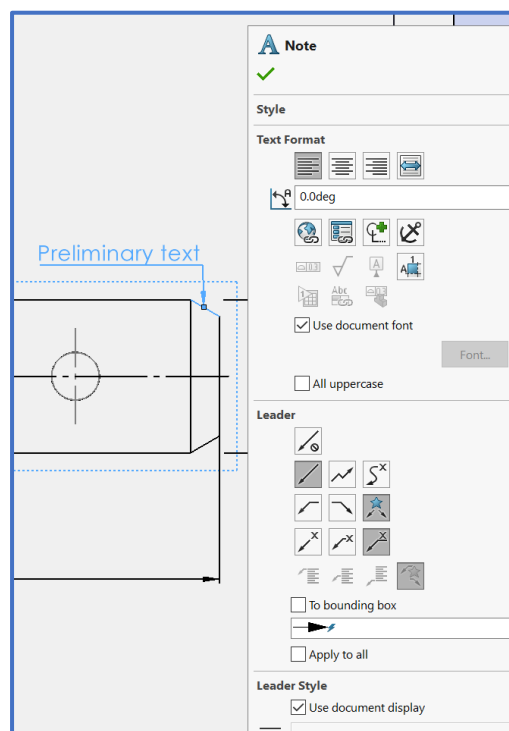 Note
Style
Text Format
0.0deg
Preliminary text
Use document font
Font...
All uppercase
Leader
To bounding box
Apply to all
Leader Style
Use document display